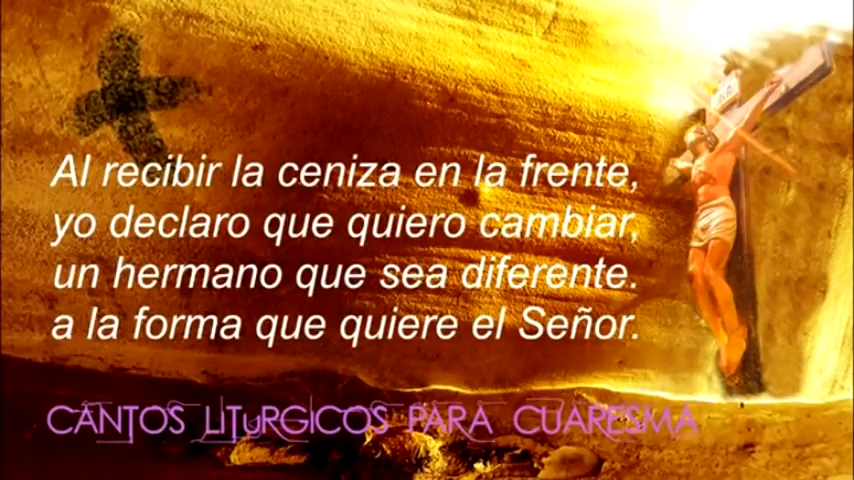 Al recibir la ceniza en la frente,
yo declaro que quiero cambiar,
un hermano que sea diferente.
a la forma que quiere el Señor.
CANTOS LITURGICOS PARA CUARESMA